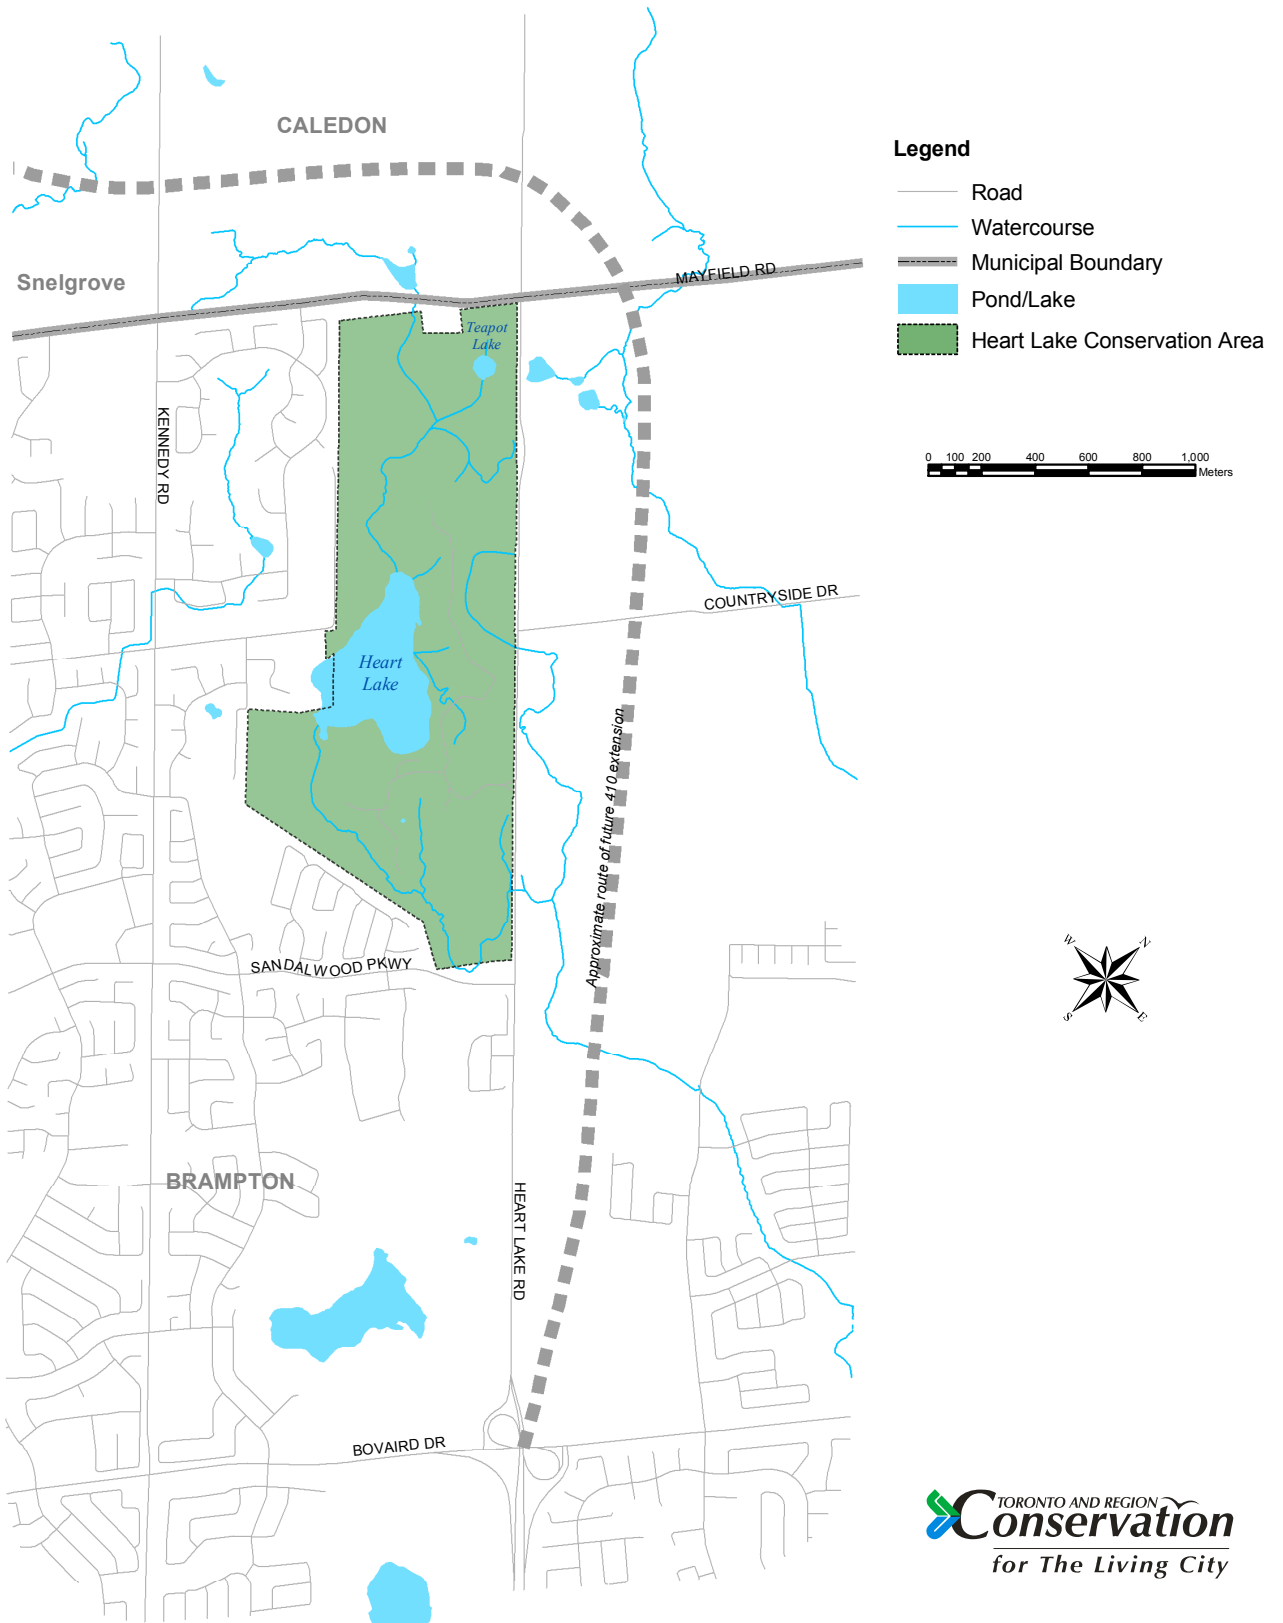 CALEDON
Snelgrove
MAYFIELD RD
Teapot
Lake
KENNEDY RD
COUNTRYSIDE DR
Heart
Lake
Approximate route of future 410 extension
SANDALWOOD PKWY
BRAMPTON
HEART LAKE RD
BOVAIRD DR
Legend
Road
Watercourse
Municipal Boundary
Pond/Lake
Heart Lake Conservation Area
0 100 200 400 600 800 1,000
Meters
W N
S E
TORONTO AND REGION
Conservation
for The Living City